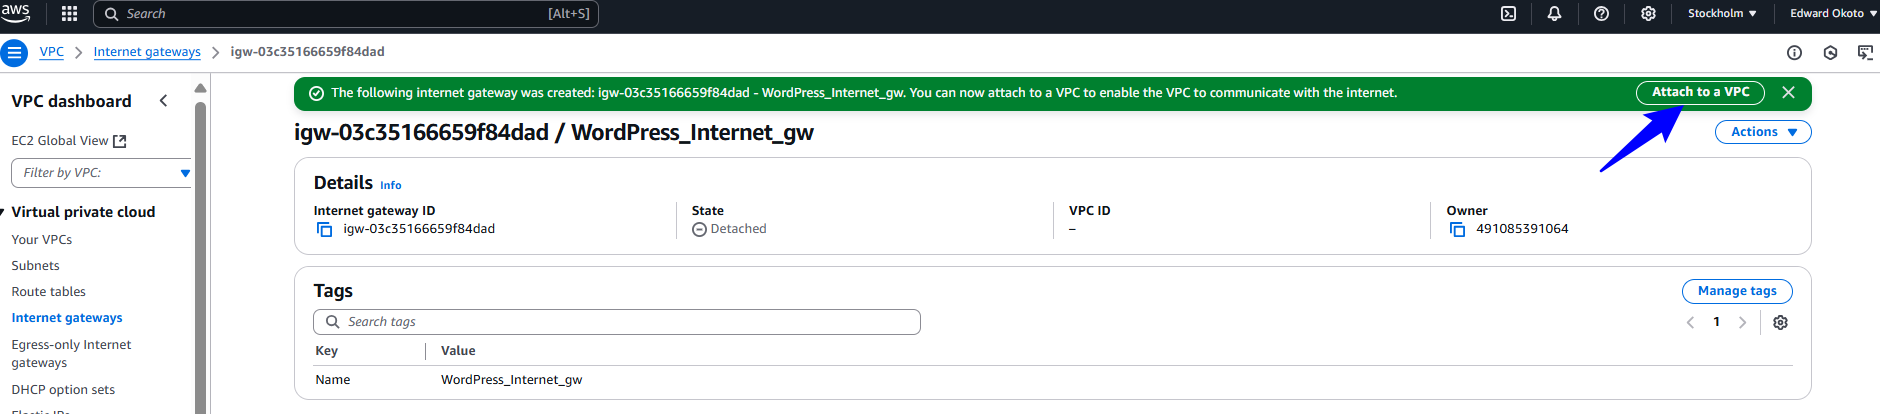 aws
Search [Alt+S]
Stockholm
Edward Okoto
VPC
Internet gateways
igw-03c35166659f84dad
VPC dashboard
EC2 Global View
Filter by VPC:
Virtual private cloud
Your VPCs
Subnets
Route tables
Internet gateways
Egress-only Internet
gateways
DHCP option sets
Elastic IPs
The following internet gateway was created: igw-03c35166659f84dad - WordPress_Internet_gw. You can now attach to a VPC to enable the VPC to communicate with the internet.
Attach to a VPC
igw-03c35166659f84dad / WordPress_Internet_gw
Actions
Details Info
Internet gateway ID
igw-03c35166659f84dad
State
Detached
VPC ID
–
Owner
491085391064
Tags
Manage tags
Search tags
1
Key Value
Name WordPress_Internet_gw